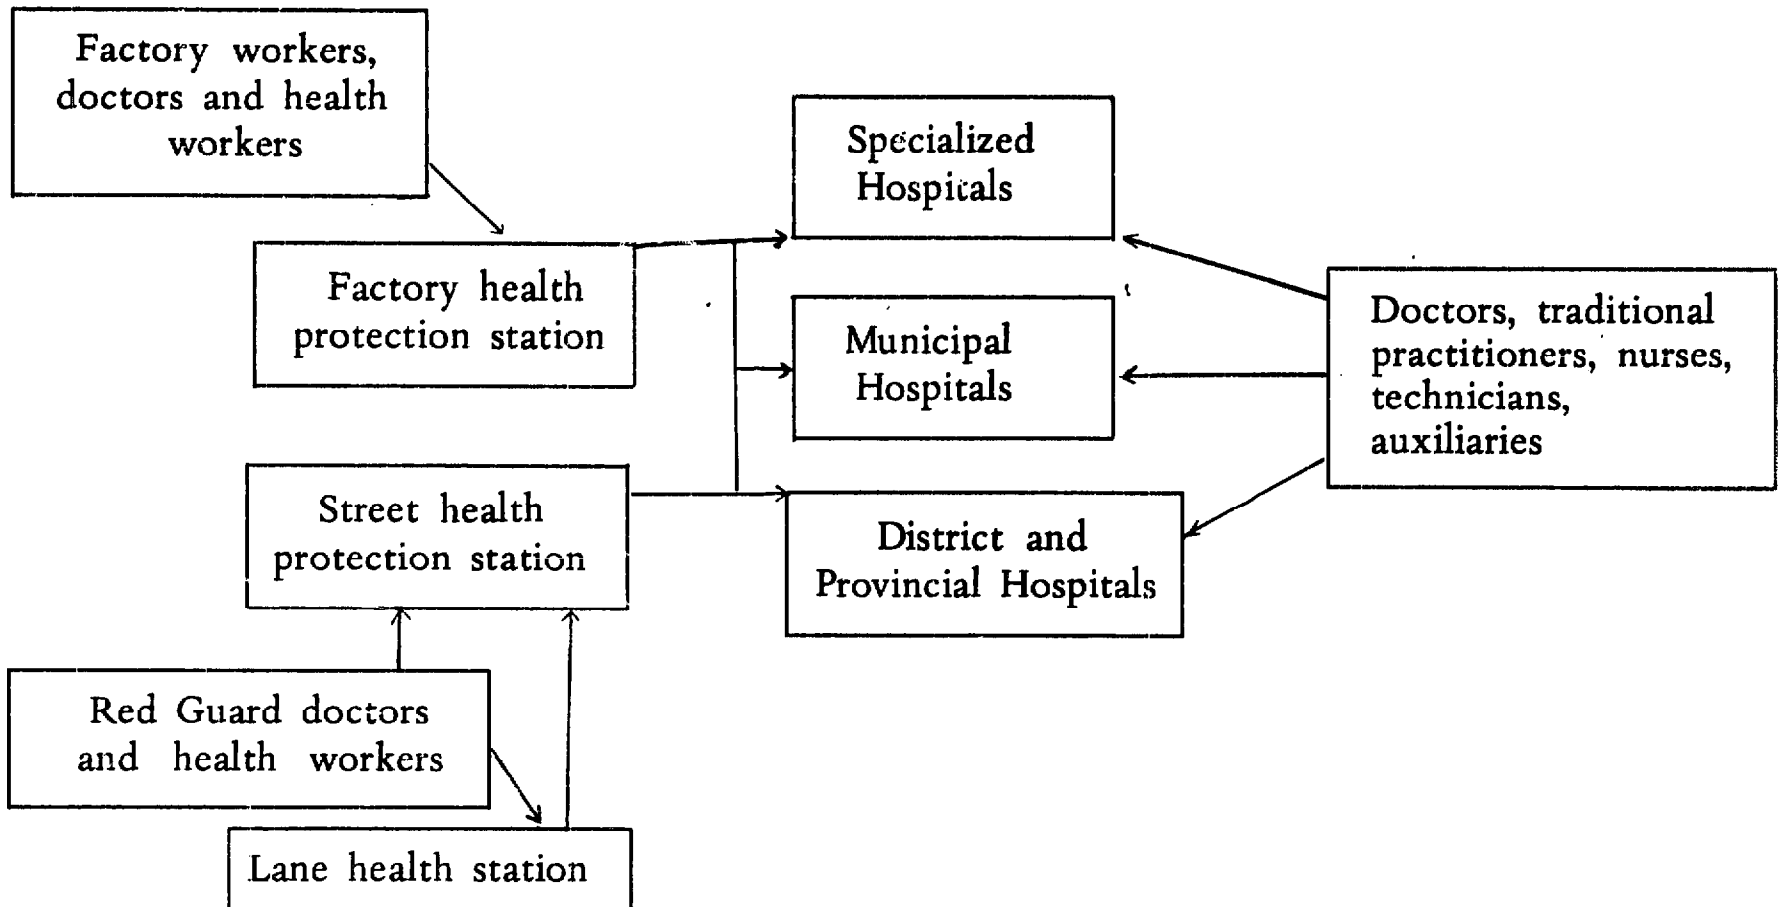 Factory workers,
doctors and health
workers
Specialized
Hospitals
Factory health
protection station
Municipal
Hospitals
Doctors, traditional
practitioners, nurses,
technicians,
auxiliaries
Street health
protection station
District and
Provincial Hospitals
Red Guard doctors
and health workers
Lane health station